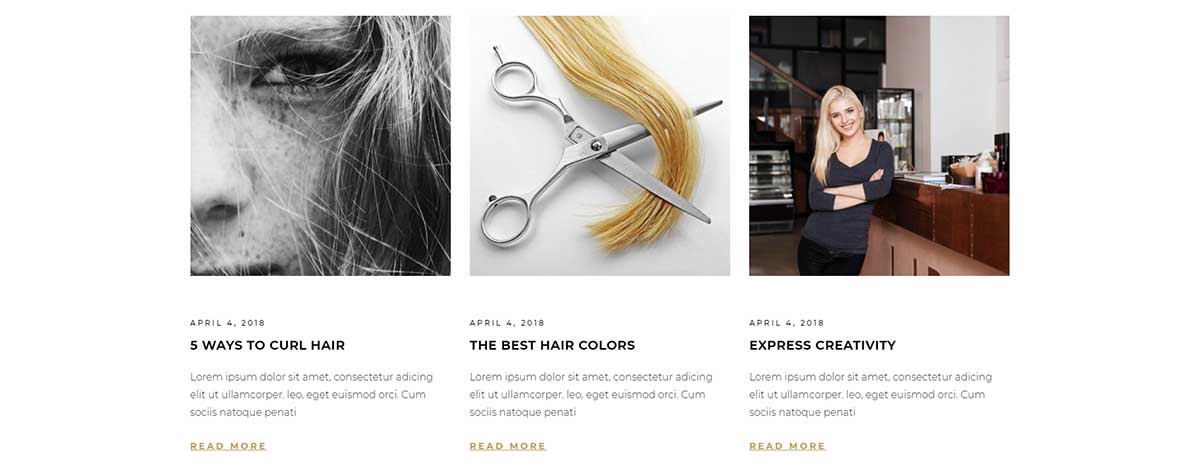 APRIL 4, 2018
5 WAYS TO CURL HAIR
Lorem ipsum dolor sit amet, consectetur adicing
elit ut ullamcorper. leo, eget euismod orci. Cum
sociis natoque penati
READ MORE
APRIL 4, 2018
THE BEST HAIR COLORS
Lorem ipsum dolor sit amet, consectetur adicing
elit ut ullamcorper. leo, eget euismod orci. Cum
sociis natoque penati
READ MORE
APRIL 4, 2018
EXPRESS CREATIVITY
Lorem ipsum dolor sit amet, consectetur adicing
elit ut ullamcorper. leo, eget euismod orci. Cum
sociis natoque penati
READ MORE